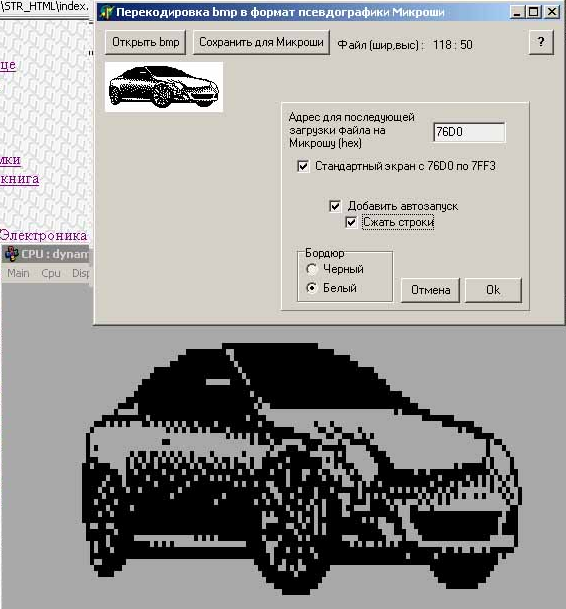 \STR_HTML\index.
Перекодировка bmp в формат псевдографики Микроши
Открыть bmp
Сохранить для Микроши
Файл (шир,выс) : 118 : 50
?
це
Адрес для последующей
загрузки файла на
Микрошу (hex)
76D0
Стандартный экран с 76D0 по 7FF3
мки
книга
Добавить автозапуск
Сжать строки
Электроника
CPU : dynam
Main Cpu Disp
Бордюр
Черный
Белый
Отмена
Ok